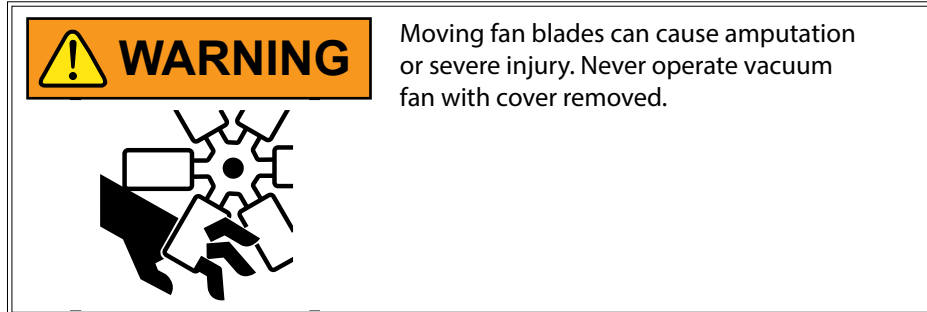 WARNING
Moving fan blades can cause amputation
or severe injury. Never operate vacuum
fan with cover removed.